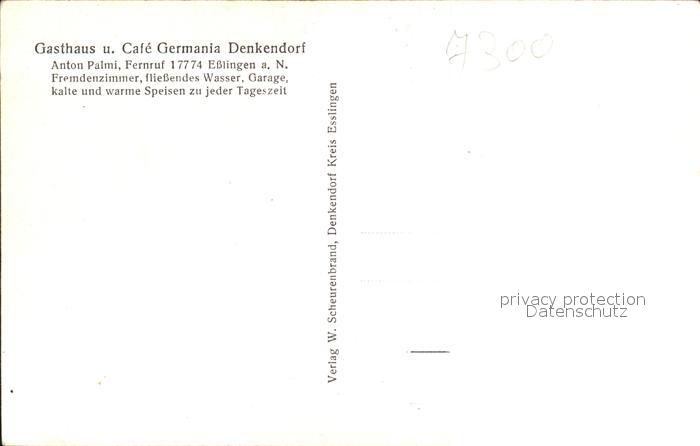 Gasthaus u. Café Germania Denkendorf
Anton Palmi, Fernruf 17774 Eßlingen a. N.
Fremdenzimmer, fließendes Wasser, Garage,
kalte und warme Speisen zu jeder Tageszeit
Verlag W. Scheurenbrand, Denkendorf Kreis Esslingen
7300
privacy protection
Datenschutz